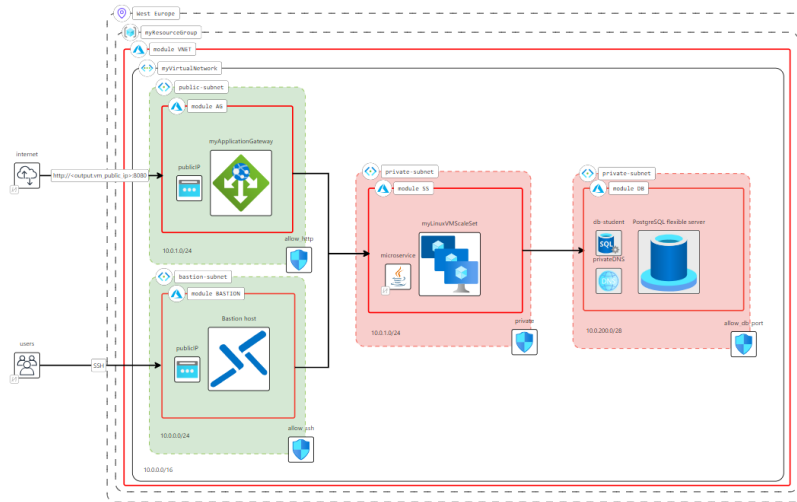 West Europe
myResourceGroup
module VNET
myVirtualNetwork
public-subnet
module AG
myApplicationGateway
publicIP
internet
http://<output.vm_public_ip>:8080
10.0.1.0/24
allow_http
bastion-subnet
module BASTION
Bastion host
publicIP
users
SSH
10.0.0.0/24
allow_ssh
10.0.0.0/16
private-subnet
module SS
myLinuxVMScaleSet
microservice
10.0.1.0/24
private
private-subnet
module DB
db-student
PostgreSQL flexible server
SQL
privateDNS
DNS
10.0.200.0/28
allow_db_port